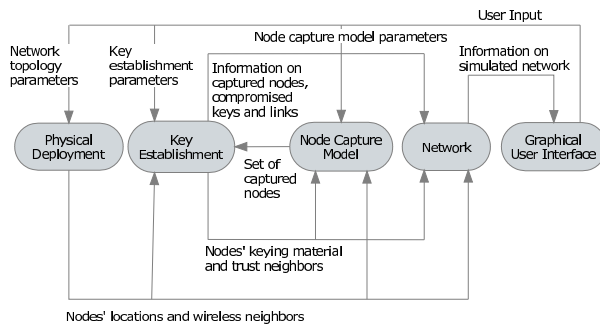 User Input
Network
topology
parameters
Key
establishment
parameters
Node capture model parameters
Information on
captured nodes,
compromised
keys and links
Information on
simulated network
Physical
Deployment
Key
Establishment
Node Capture
Model
Network
Graphical
User Interface
Set of
captured
nodes
Nodes' keying material
and trust neighbors
Nodes' locations and wireless neighbors